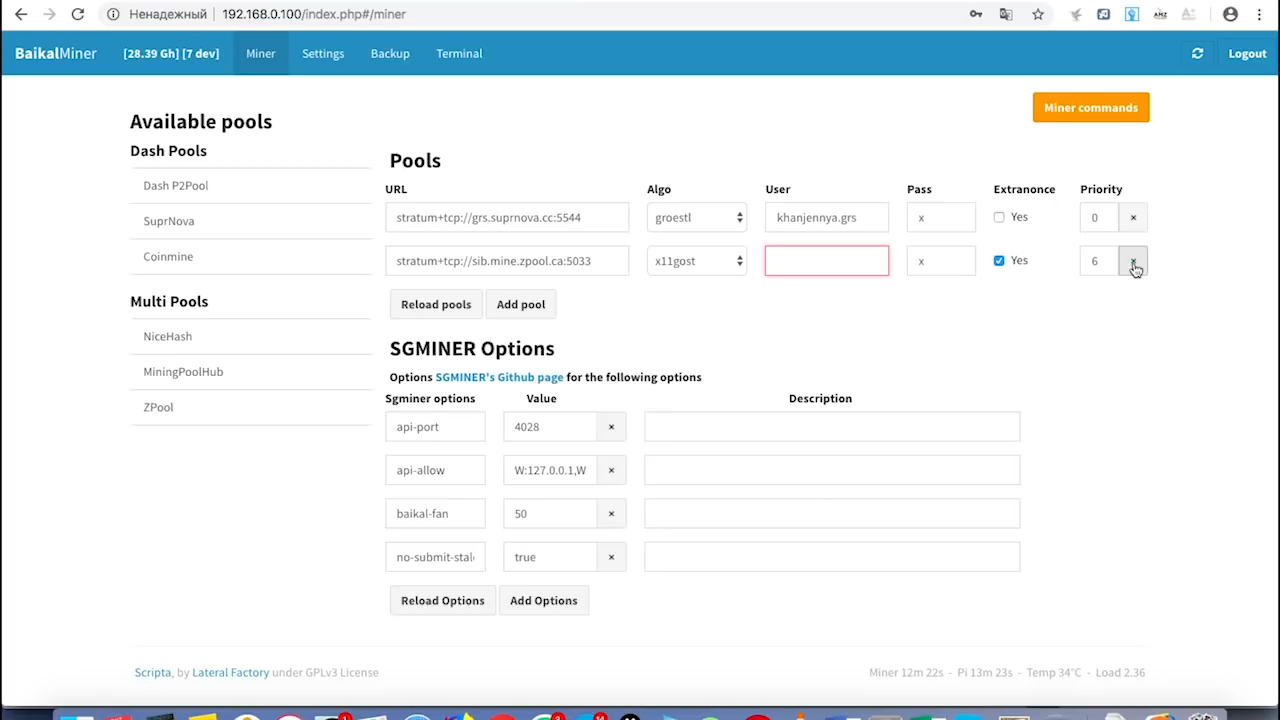 Ненадежный 192.168.0.100/index.php#/miner
BaikalMiner [28.39 Gh] [7 dev] Miner Settings Backup Terminal Logout
Miner commands
Available pools
Dash Pools
Dash P2Pool
SuprNova
Coinmine
Multi Pools
NiceHash
MiningPoolHub
ZPool
Pools
URL Algo User Pass Extranonce Priority
stratum+tcp://grs.suprnova.cc:5544 groestl khanjennya.grs x Yes 0 ×
stratum+tcp://sib.mine.zpool.ca:5033 x11gost x Yes 6 ×
Reload pools Add pool
SGMINER Options
Options SGMINER's Github page for the following options
Sgminer options Value Description
api-port 4028 ×
api-allow W:127.0.0.1,W ×
baikal-fan 50 ×
no-submit-stal true ×
Reload Options Add Options
Scripta, by Lateral Factory under GPLv3 License
Miner 12m 22s - Pi 13m 23s - Temp 34°C - Load 2.36